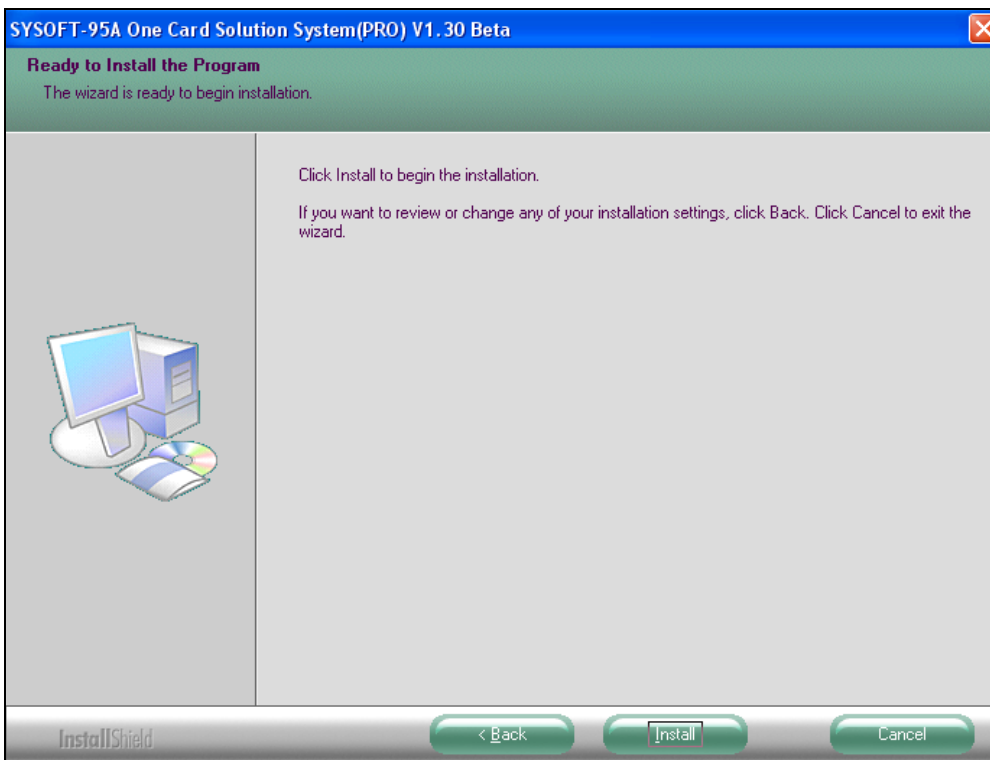 SYSOFT-95A One Card Solution System(PRO) V1.30 Beta
Ready to Install the Program
The wizard is ready to begin installation.
Click Install to begin the installation.
If you want to review or change any of your installation settings, click Back. Click Cancel to exit the
wizard.
InstallShield
< Back
Install
Cancel